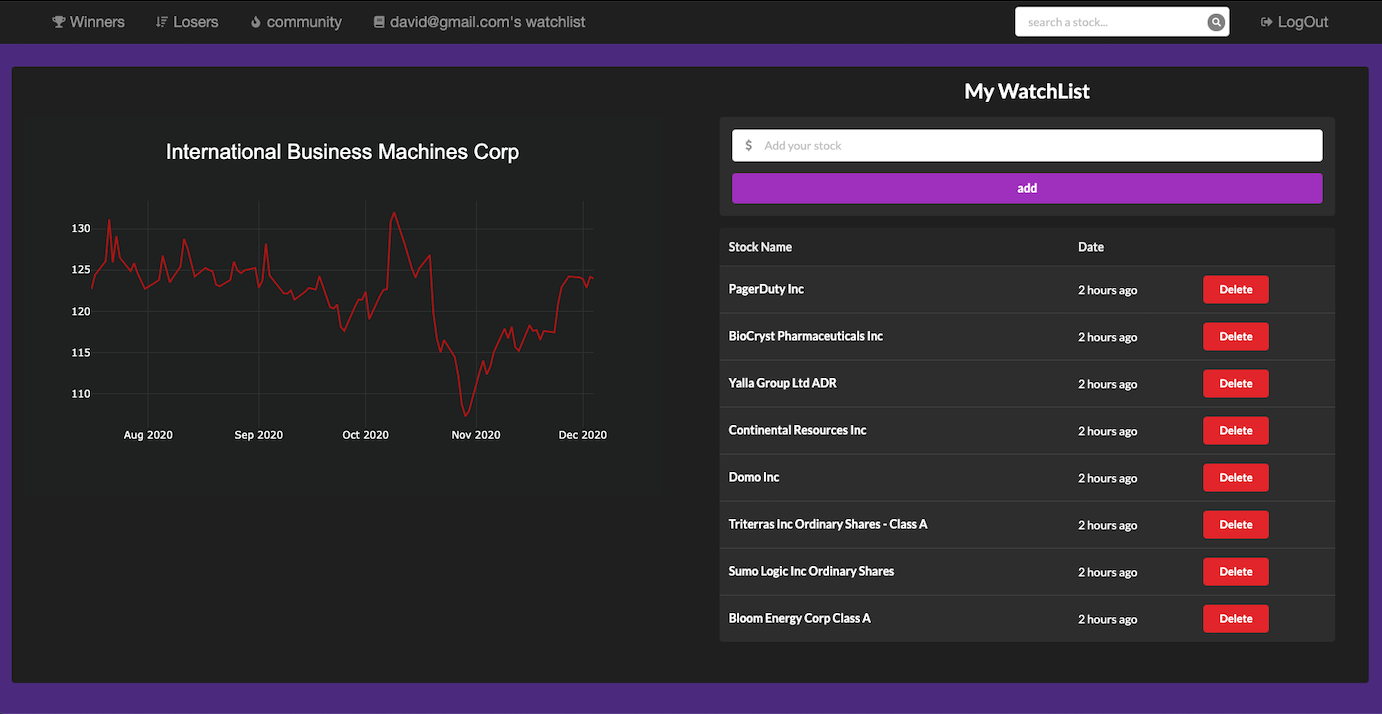 Winners Losers community david@gmail.com's watchlist search a stock... LogOut
International Business Machines Corp
130
125
120
115
110
Aug 2020 Sep 2020 Oct 2020 Nov 2020 Dec 2020
My WatchList
$ Add your stock
add
Stock Name Date
PagerDuty Inc 2 hours ago Delete
BioCryst Pharmaceuticals Inc 2 hours ago Delete
Yalla Group Ltd ADR 2 hours ago Delete
Continental Resources Inc 2 hours ago Delete
Domo Inc 2 hours ago Delete
Triterras Inc Ordinary Shares - Class A 2 hours ago Delete
Sumo Logic Inc Ordinary Shares 2 hours ago Delete
Bloom Energy Corp Class A 2 hours ago Delete